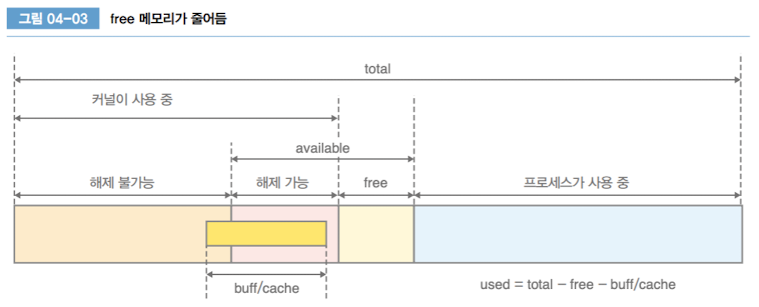 그림 04-03 free 메모리가 줄어듦
total
커널이 사용 중
available
해제 불가능 해제 가능 free 프로세스가 사용 중
buff/cache
used = total − free − buff/cache